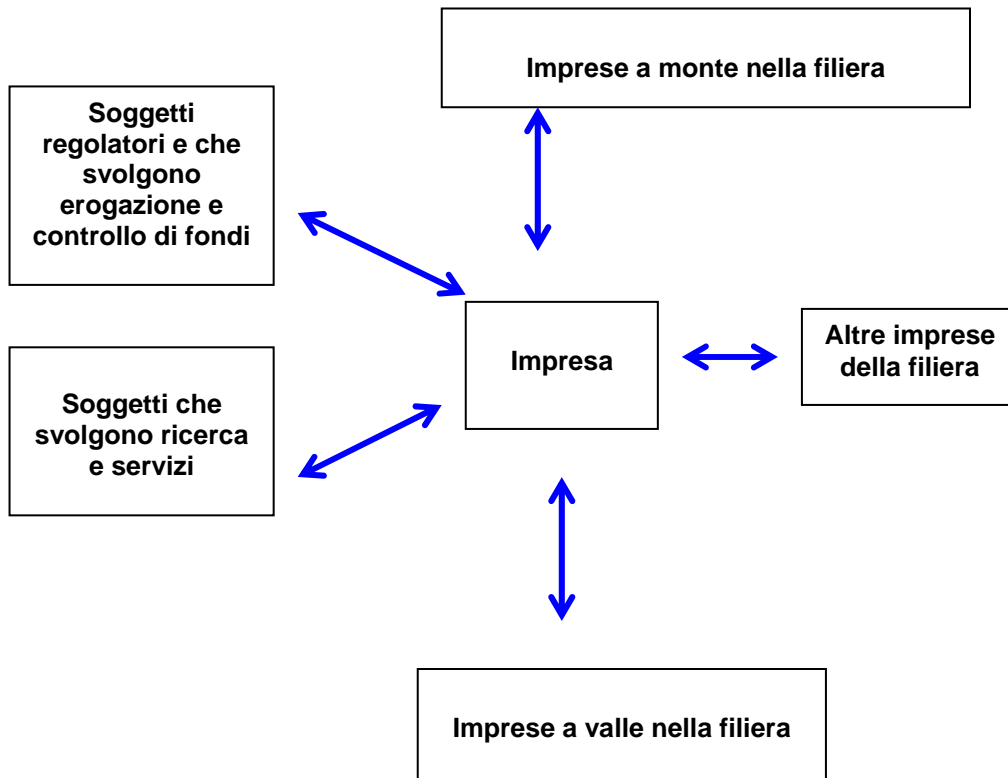 Imprese a monte nella filiera
Soggetti
regolatori e che
svolgono
erogazione e
controllo di fondi
Impresa
Altre imprese
della filiera
Soggetti che
svolgono ricerca
e servizi
Imprese a valle nella filiera